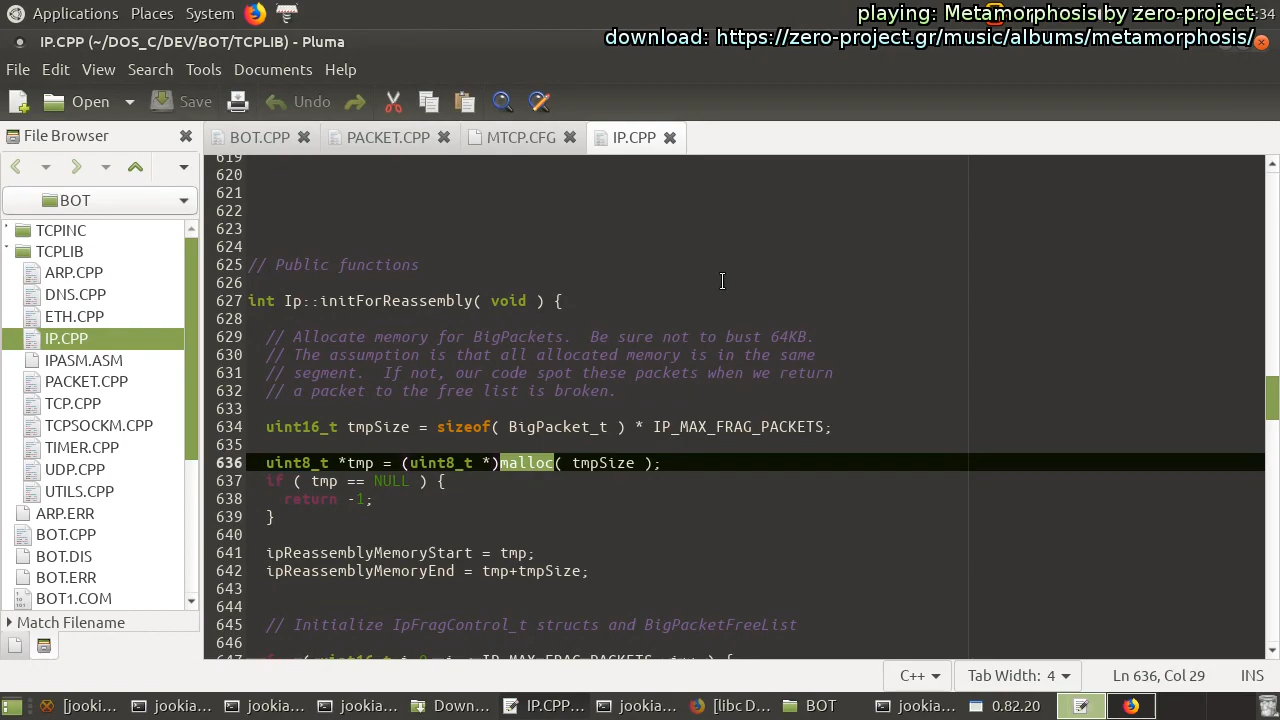 Applications Places System
playing: Metamorphosis by zero-project
:34
download: https://zero-project.gr/music/albums/metamorphosis/
IP.CPP (~/DOS_C/DEV/BOT/TCPLIB) - Pluma
File Edit View Search Tools Documents Help
Open Save Undo
File Browser
BOT.CPP PACKET.CPP MTCP.CFG IP.CPP
BOT
TCPINC
TCPLIB
ARP.CPP
DNS.CPP
ETH.CPP
IP.CPP
IPASM.ASM
PACKET.CPP
TCP.CPP
TCPSOCKM.CPP
TIMER.CPP
UDP.CPP
UTILS.CPP
ARP.ERR
BOT.CPP
BOT.DIS
BOT.ERR
BOT1.COM
Match Filename
619
620
621
622
623
624
625 // Public functions
626
627 int Ip::initForReassembly( void ) {
628
629 // Allocate memory for BigPackets.  Be sure not to bust 64KB.
630 // The assumption is that all allocated memory is in the same
631 // segment.  If not, our code spot these packets when we return
632 // a packet to the free list is broken.
633
634 uint16_t tmpSize = sizeof( BigPacket_t ) * IP_MAX_FRAG_PACKETS;
635
636 uint8_t *tmp = (uint8_t *)malloc( tmpSize );
637 if ( tmp == NULL ) {
638 return -1;
639 }
640
641 ipReassemblyMemoryStart = tmp;
642 ipReassemblyMemoryEnd = tmp+tmpSize;
643
644
645 // Initialize IpFragControl_t structs and BigPacketFreeList
646
647
C++ Tab Width: 4 Ln 636, Col 29 INS
[jooki... jookia... jookia... jookia... Down... IP.CPP... jookia... [libc D... BOT jookia... 0.82.20